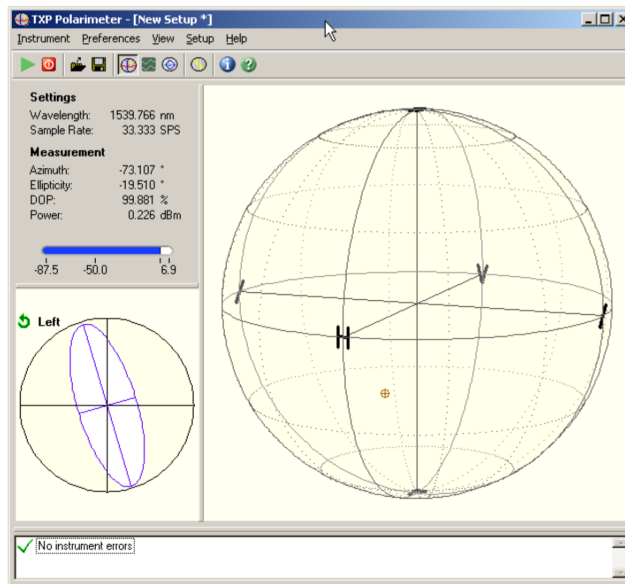 TXP Polarimeter - [New Setup *]
Instrument Preferences View Setup Help
Settings
Wavelength: 1539.766 nm
Sample Rate: 33.333 SPS
Measurement
Azimuth: -73.107 °
Ellipticity: -19.510 °
DOP: 99.881 %
Power: 0.226 dBm
-87.5 -50.0 6.9
Left
V
H
No instrument errors